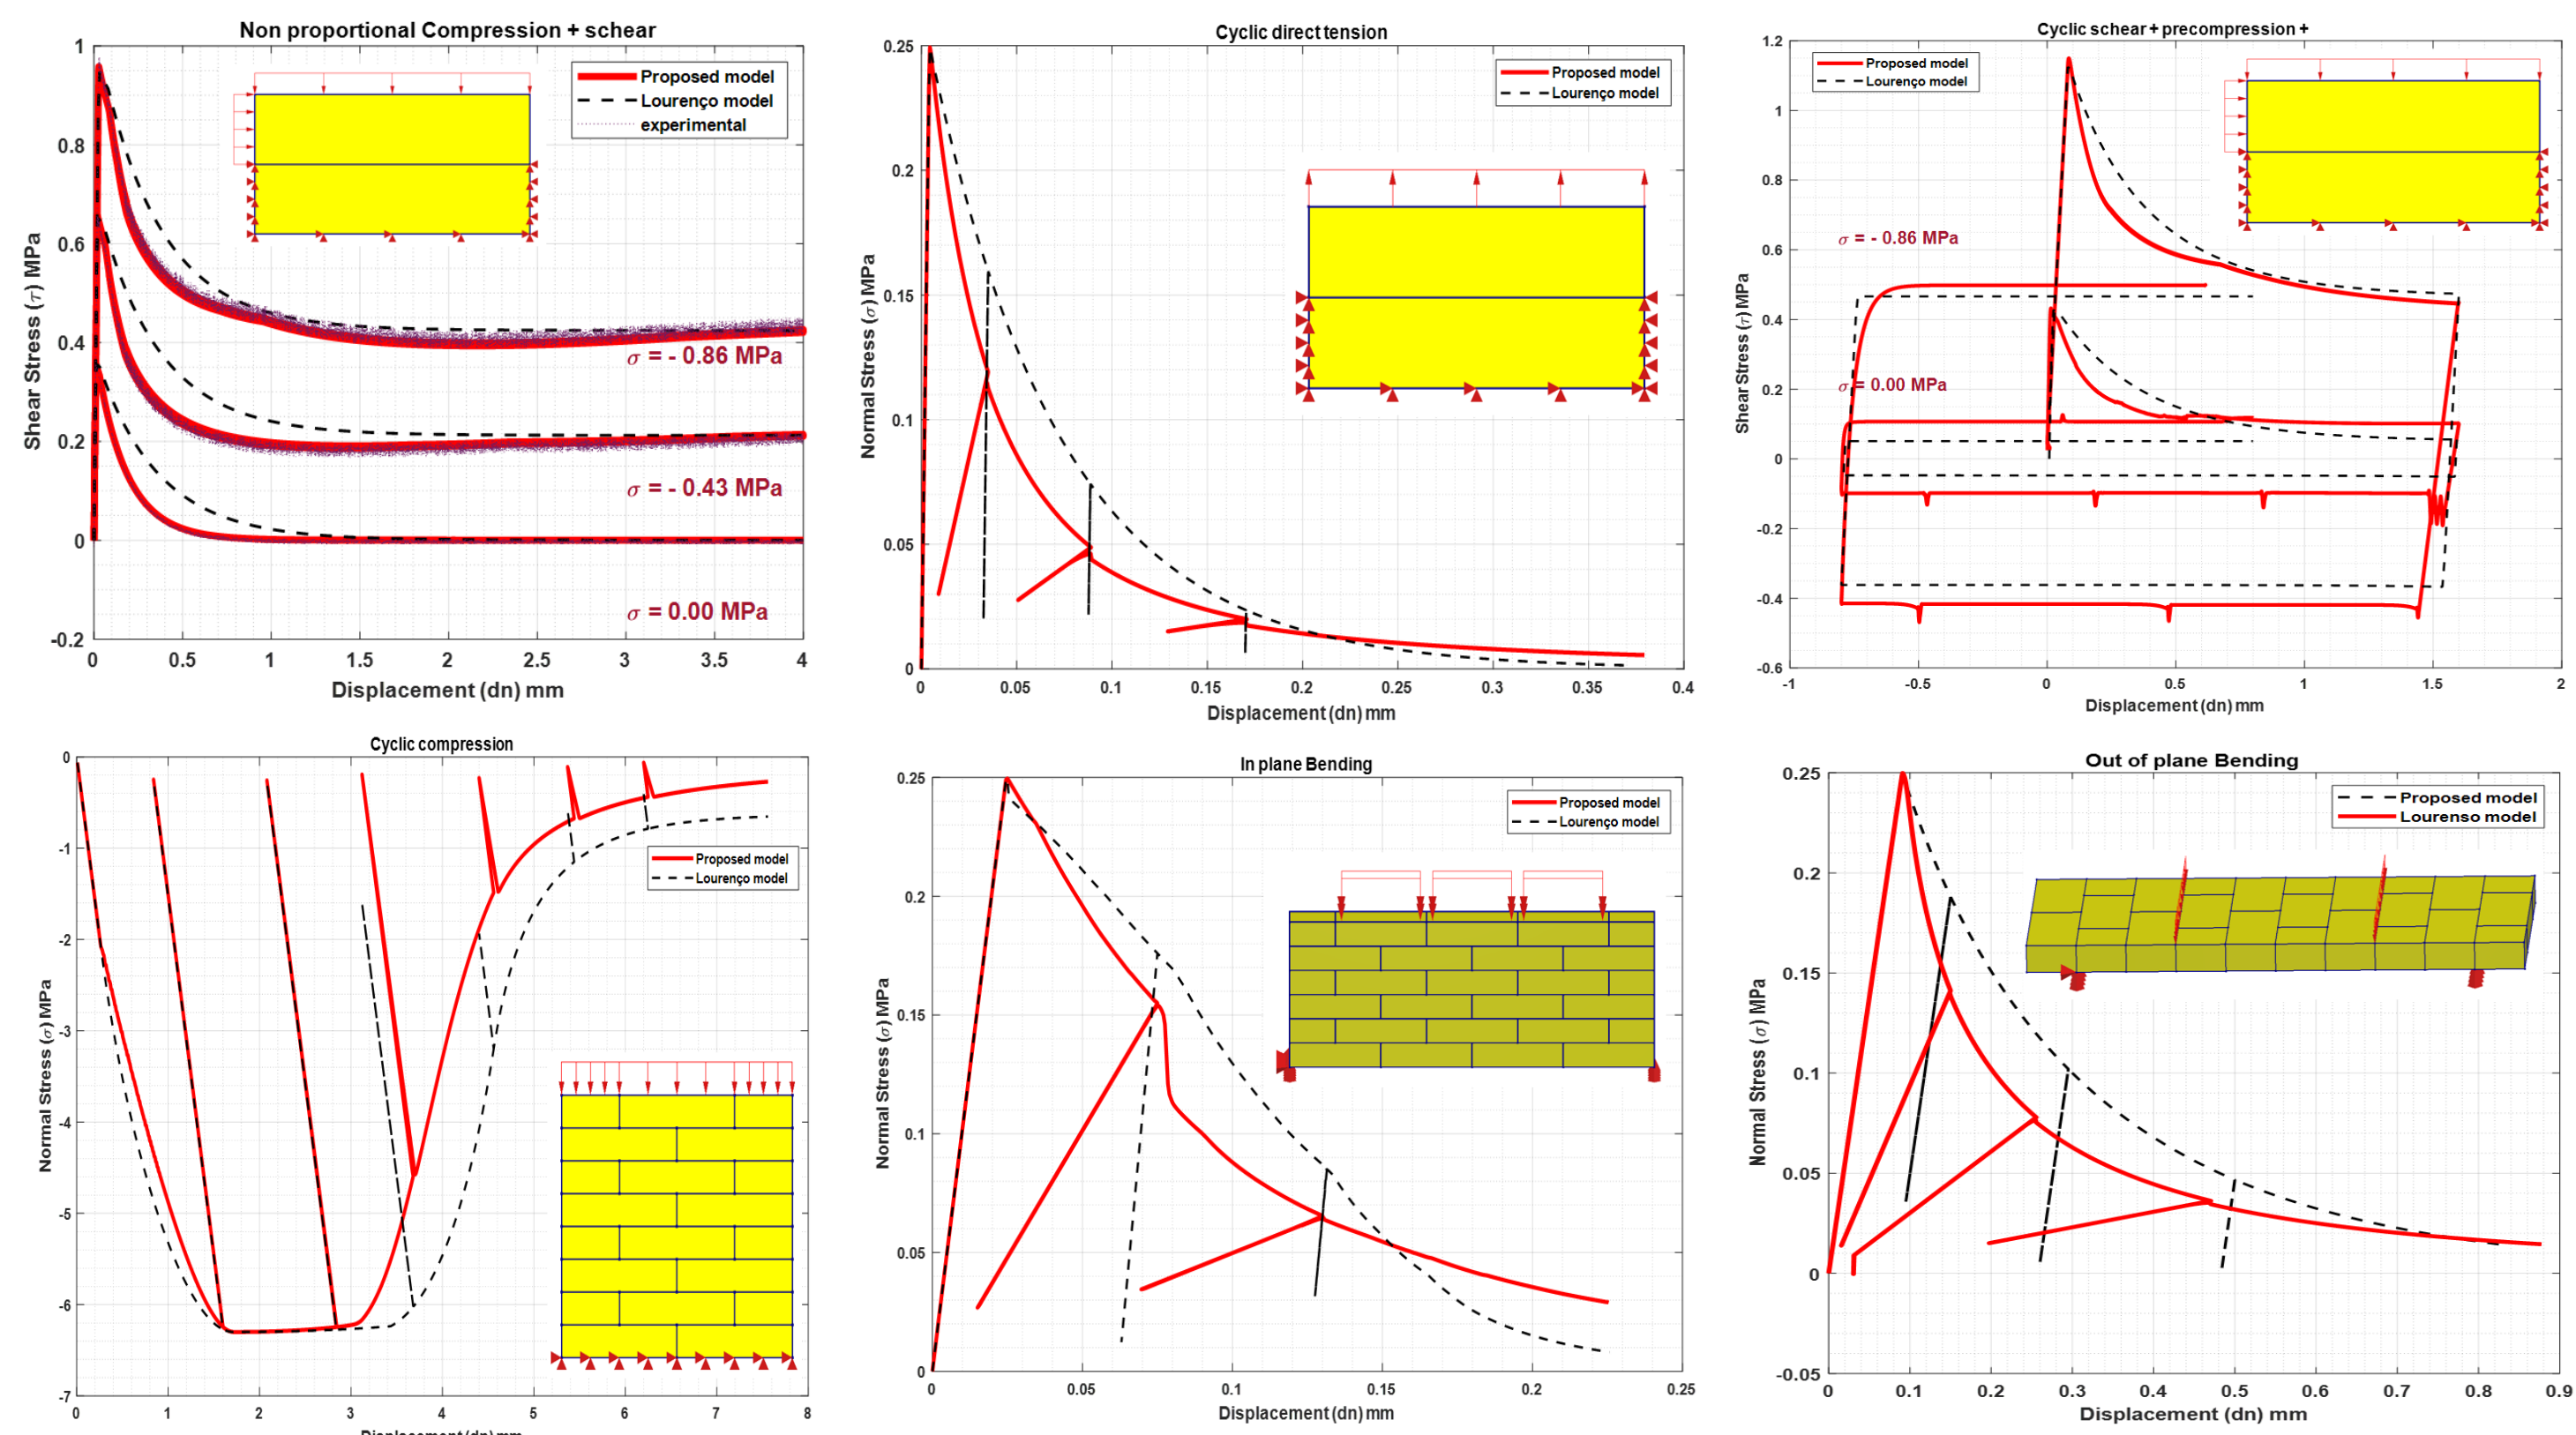 Non proportional Compression + schear
1
0.8
0.6
0.4
0.2
0
-0.2
0 0.5 1 1.5 2 2.5 3 3.5 4
Shear Stress (τ) MPa
Displacement (dn) mm
Proposed model
Lourenço model
experimental
σ = - 0.86 MPa
σ = - 0.43 MPa
σ = 0.00 MPa
Cyclic direct tension
0.25
0.2
0.15
0.1
0.05
0
0 0.05 0.1 0.15 0.2 0.25 0.3 0.35 0.4
Normal Stress (σ) MPa
Displacement (dn) mm
Proposed model
Lourenço model
Cyclic schear + precompression +
1.2
1
0.8
0.6
0.4
0.2
0
-0.2
-0.4
-0.6
-1 -0.5 0 0.5 1 1.5 2
Shear Stress (τ) MPa
Displacement (dn) mm
Proposed model
Lourenço model
σ = - 0.86 MPa
σ = 0.00 MPa
Cyclic compression
0
-1
-2
-3
-4
-5
-6
-7
0 1 2 3 4 5 6 7 8
Normal Stress (σ) MPa
Displacement (dn) mm
Proposed model
Lourenço model
In plane Bending
0.25
0.2
0.15
0.1
0.05
0
0 0.05 0.1 0.15 0.2 0.25
Normal Stress (σ) MPa
Displacement (dn) mm
Proposed model
Lourenço model
Out of plane Bending
0.25
0.2
0.15
0.1
0.05
0
-0.05
0 0.1 0.2 0.3 0.4 0.5 0.6 0.7 0.8 0.9
Normal Stress (σ) MPa
Displacement (dn) mm
Proposed model
Lourenso model